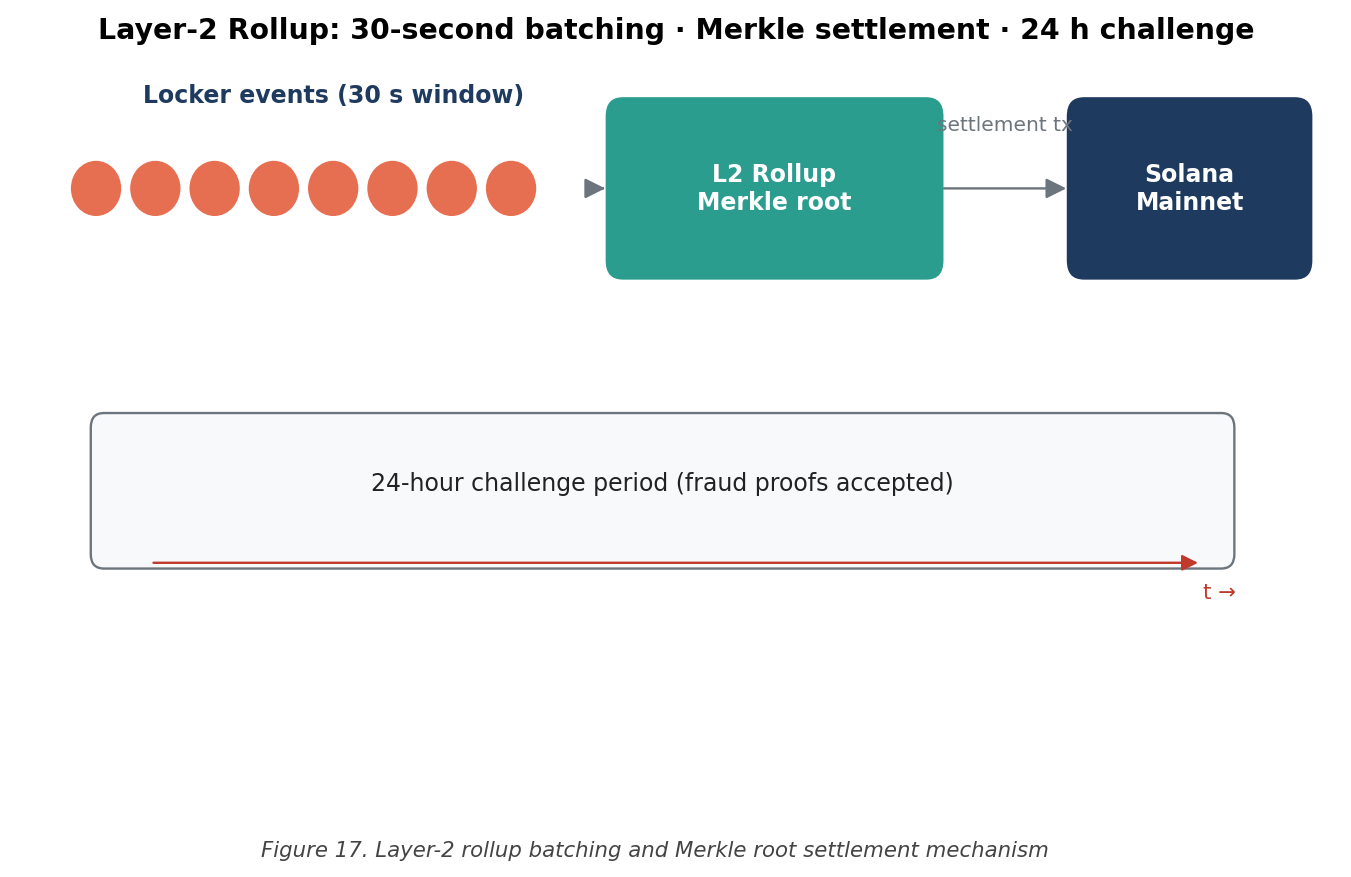 Layer-2 Rollup: 30-second batching · Merkle settlement · 24 h challenge
Locker events (30 s window)
settlement tx
L2 Rollup
Merkle root
Solana
Mainnet
24-hour challenge period (fraud proofs accepted)
t →
Figure 17. Layer-2 rollup batching and Merkle root settlement mechanism